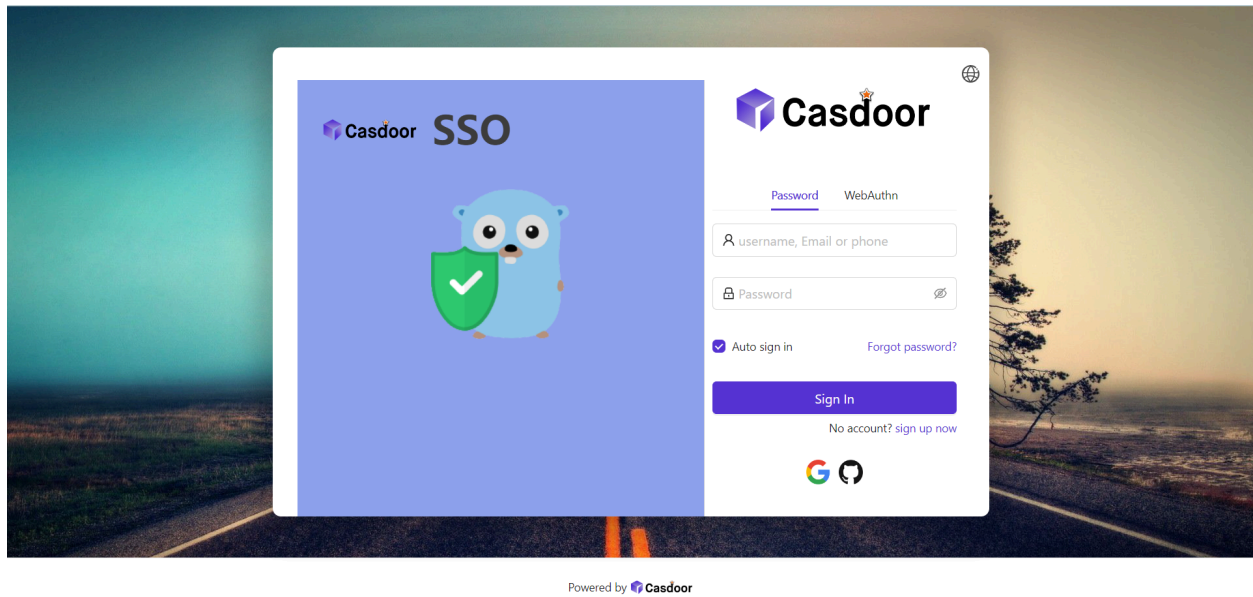 Casdoor SSO
Casdoor
Password WebAuthn
username, Email or phone
Password
Auto sign in Forgot password?
Sign In
No account? sign up now
Powered by Casdoor